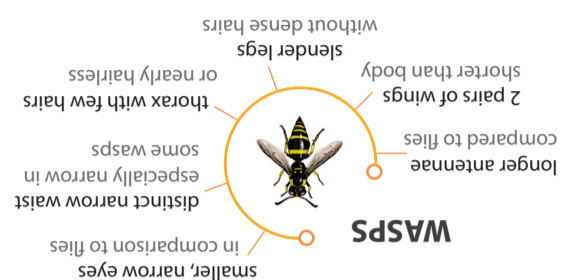 WASPS
smaller, narrow eyes
in comparison to flies
distinct narrow waist
especially narrow in
some wasps
thorax with few hairs
or nearly hairless
slender legs
without dense hairs
2 pairs of wings
shorter than body
longer antennae
compared to flies